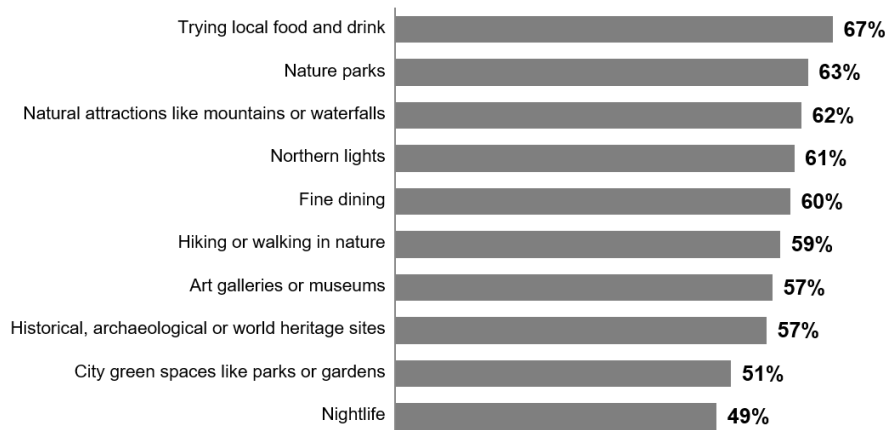 Trying local food and drink 67%
Nature parks 63%
Natural attractions like mountains or waterfalls 62%
Northern lights 61%
Fine dining 60%
Hiking or walking in nature 59%
Art galleries or museums 57%
Historical, archaeological or world heritage sites 57%
City green spaces like parks or gardens 51%
Nightlife 49%